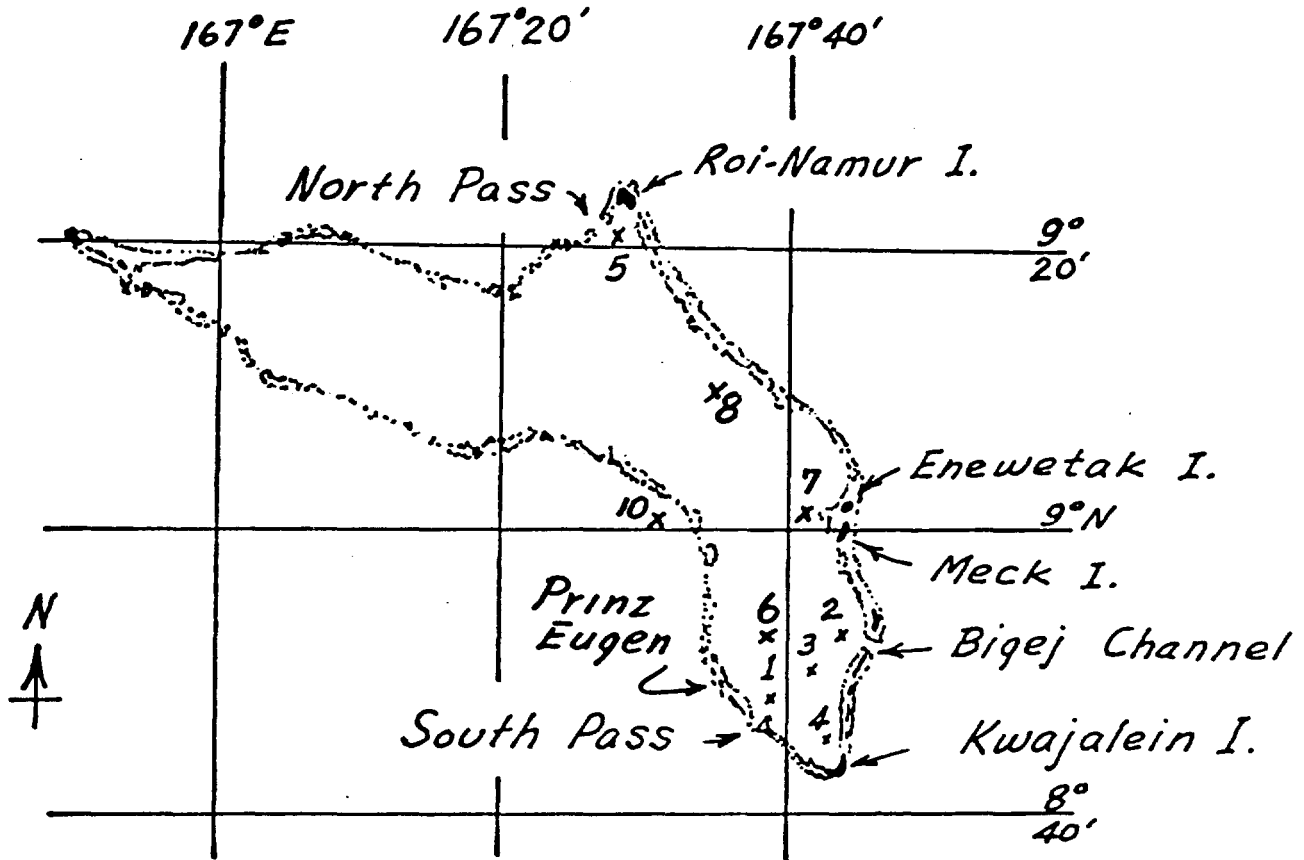 167°E
167°20'
167°40'
Roi-Namur I.
North Pass
9°
20'
5
8
7
Enewetak I.
10
9°N
Meck I.
Prinz
Eugen
6
2
3
Bigej Channel
1
4
South Pass
Kwajalein I.
8°
40'
N